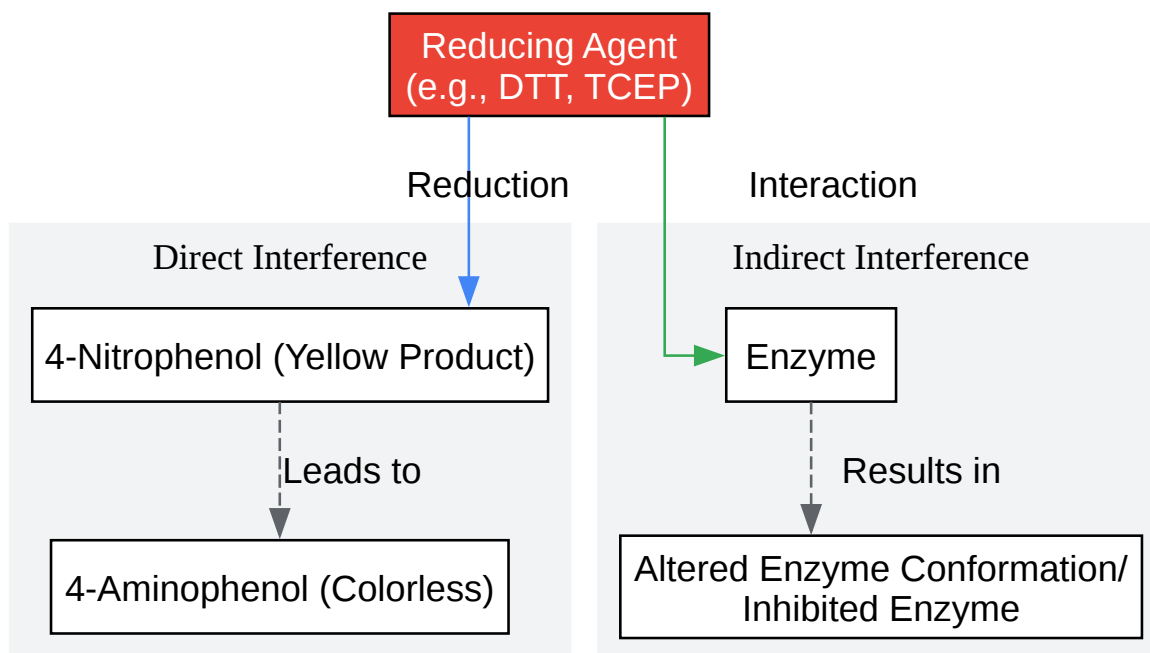 Reducing Agent
(e.g., DTT, TCEP)
Reduction
Interaction
Direct Interference
Indirect Interference
4-Nitrophenol (Yellow Product)
Enzyme
Leads to
Results in
4-Aminophenol (Colorless)
Altered Enzyme Conformation/
Inhibited Enzyme